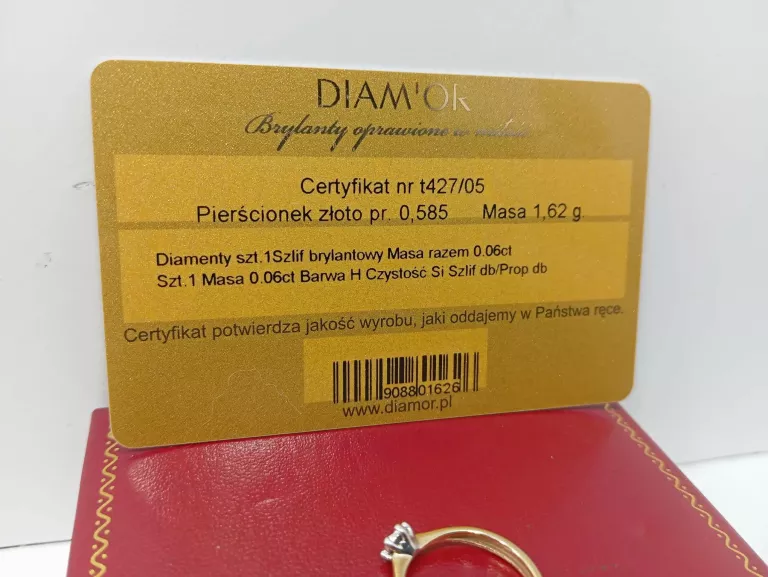 DIAM'OR
Brylanty oprawione w
Certyfikat nr t427/05
Pierścionek złoto pr. 0,585 Masa 1,62 g.
Diamenty szt.1Szlif brylantowy Masa razem 0.06ct
Szt.1 Masa 0.06ct Barwa H Czystość Si Szlif db/Prop db
Certyfikat potwierdza jakość wyrobu, jaki oddajemy w Państwa ręce.
908801626
www.diamor.pl